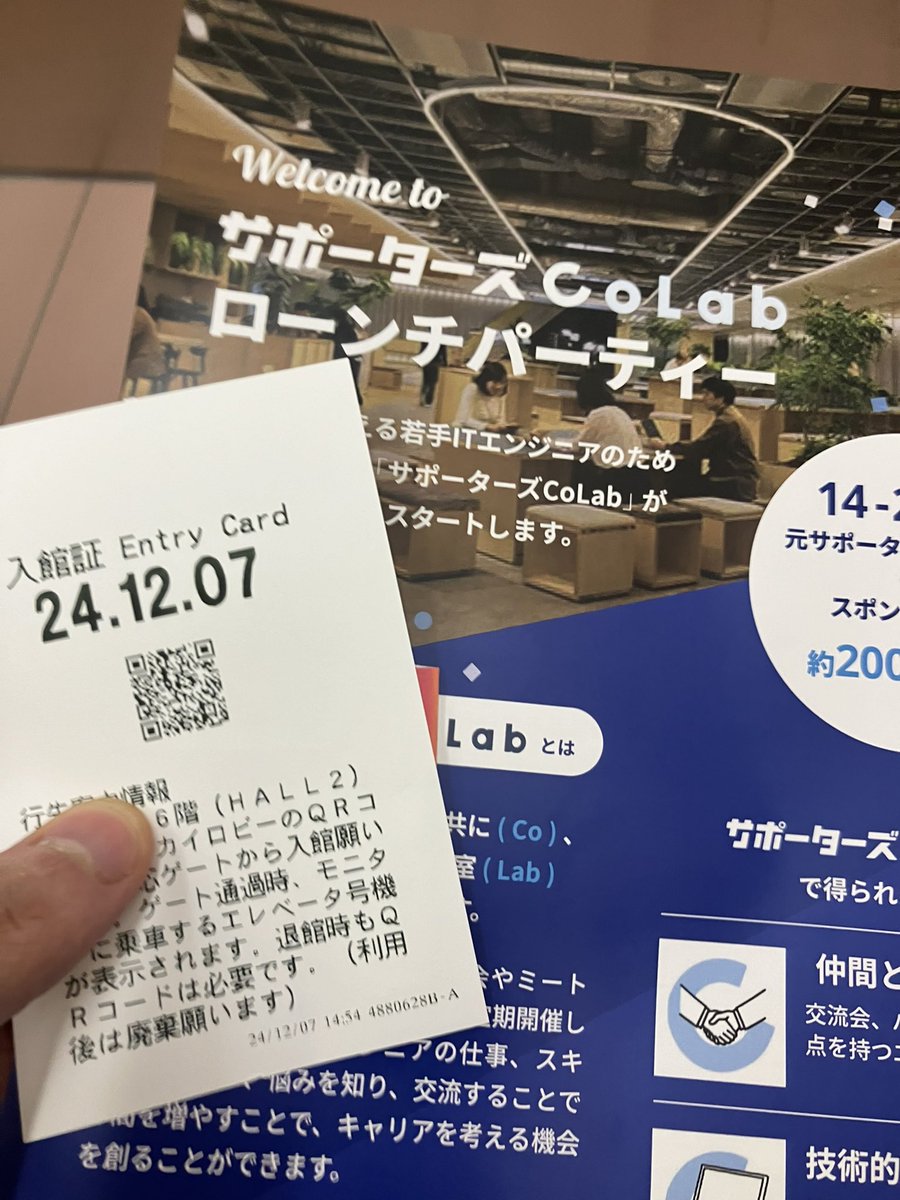 Welcome to
サポーターズCoLab
ローンチパーティー
える若手ITエンジニアのため
「サポーターズCoLab」が
スタートします。
14-2
元サポータ
スポン
約200
入館証 Entry Card
24.12.07
行先
情報
6階（HALL2）
カイロビーのQRコ
ゲートから入館願い
ゲート通過時、モニタ
に乗車するエレベータ号機
が表示されます。退館時もQ
Rコードは必要です。（利用
後は廃棄願います）
24/12/07 14:54 4880628B-A
Lab とは
共に(Co)、
室(Lab)
。
会やミート
定期開催し
ニアの仕事、スキ
悩みを知り、交流することで
間を増やすことで、キャリアを考える機会
を創ることができます。
サポーターズ
で得られ
仲間と
交流会、
点を持つエ
技術的